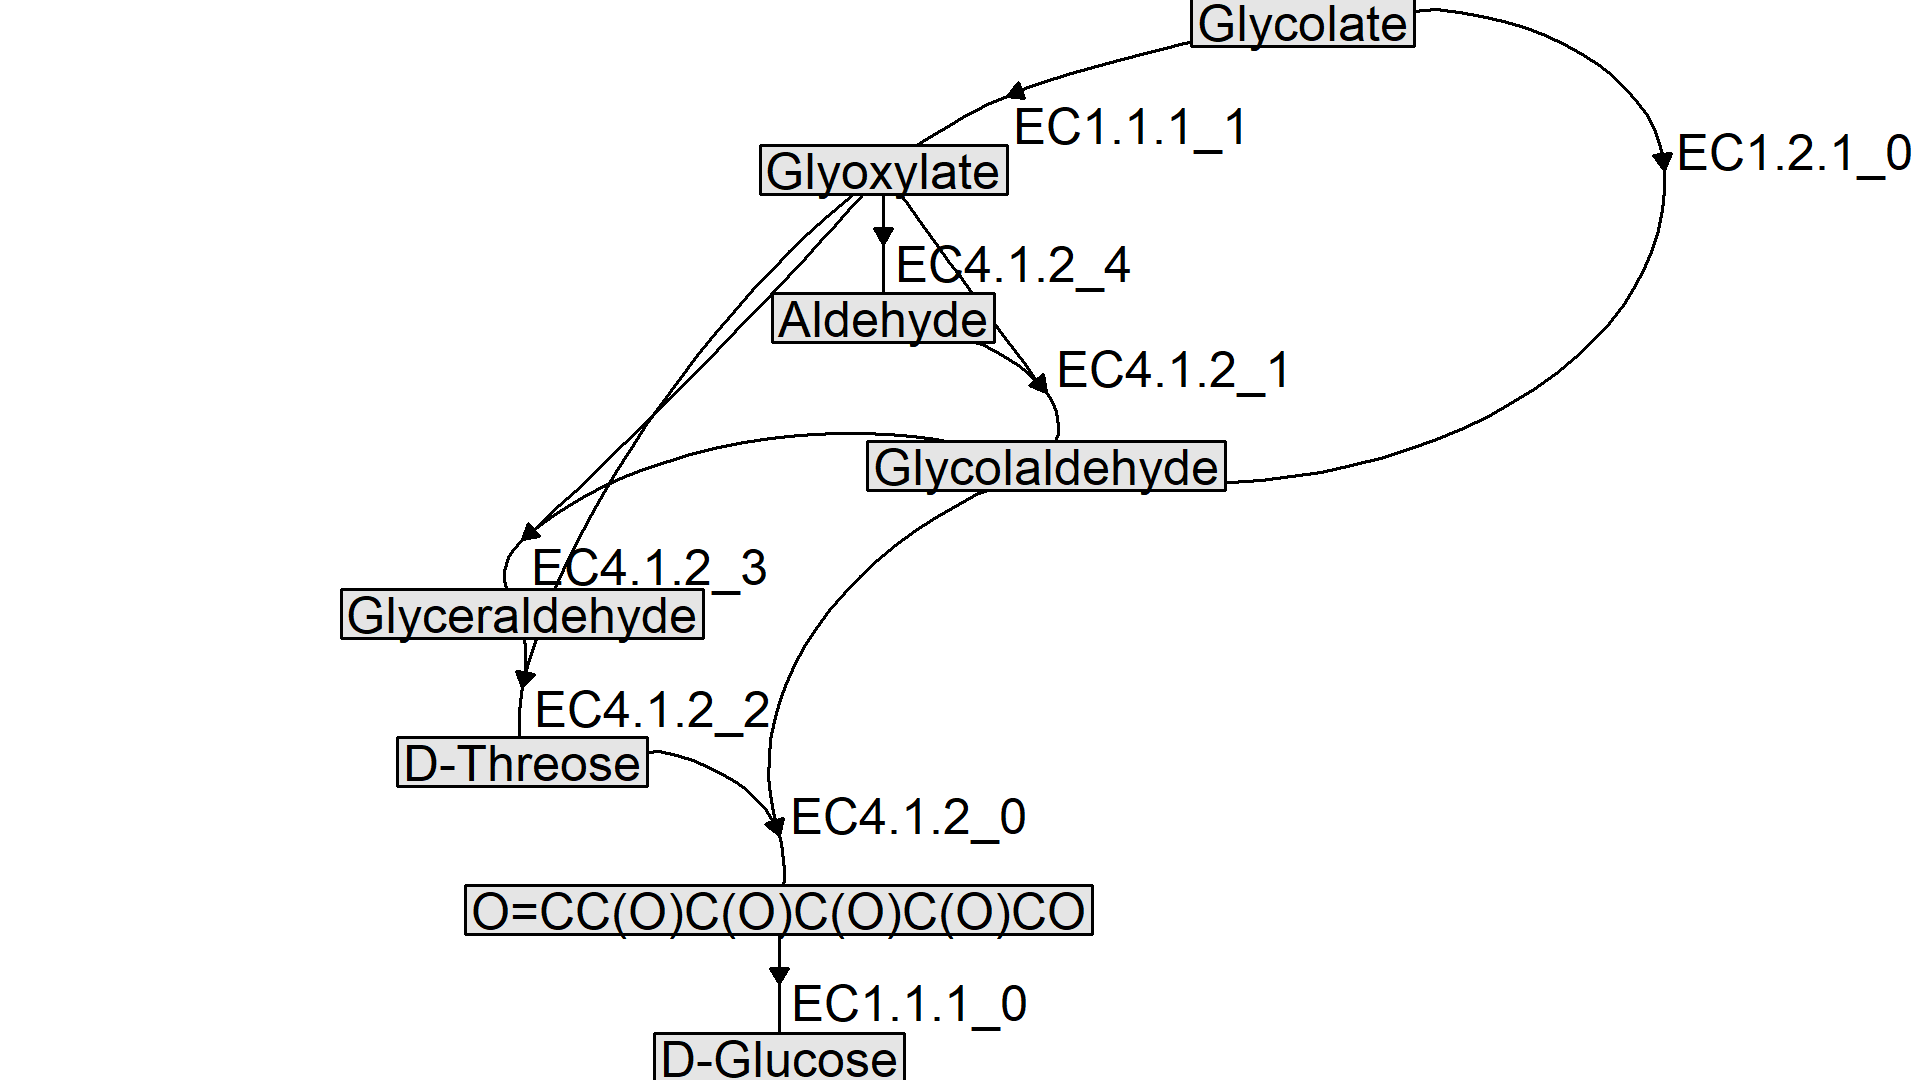 Glycolate
EC1.1.1_1
EC1.2.1_0
Glyoxylate
EC4.1.2_4
Aldehyde
EC4.1.2_1
Glycolaldehyde
EC4.1.2_3
Glyceraldehyde
EC4.1.2_2
D-Threose
EC4.1.2_0
O=CC(O)C(O)C(O)C(O)CO
EC1.1.1_0
D-Glucose